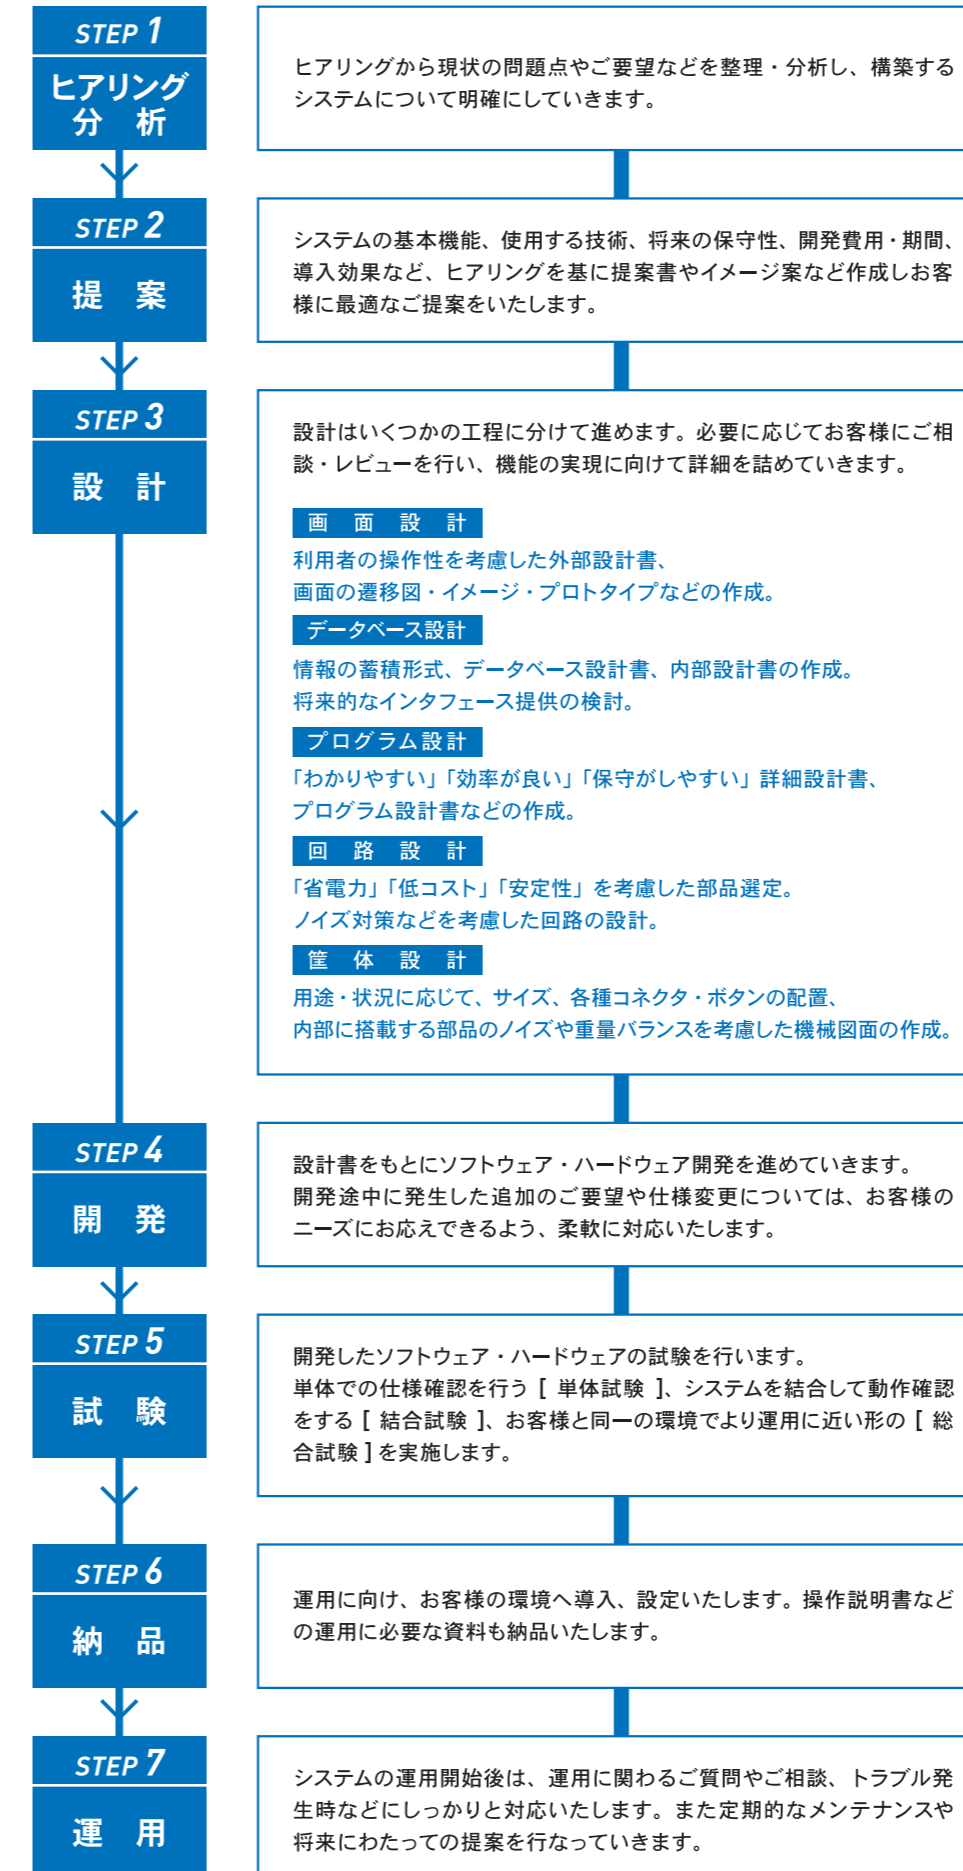 STEP 1
ヒアリング
分　析
ヒアリングから現状の問題点やご要望などを整理・分析し、構築する
システムについて明確にしていきます。
STEP 2
提　案
システムの基本機能、使用する技術、将来の保守性、開発費用・期間、
導入効果など、ヒアリングを基に提案書やイメージ案など作成しお客
様に最適なご提案をいたします。
STEP 3
設　計
設計はいくつかの工程に分けて進めます。必要に応じてお客様にご相
談・レビューを行い、機能の実現に向けて詳細を詰めていきます。
画　面　設　計
利用者の操作性を考慮した外部設計書、
画面の遷移図・イメージ・プロトタイプなどの作成。
データベース設計
情報の蓄積形式、データベース設計書、内部設計書の作成。
将来的なインタフェース提供の検討。
プログラム設計
「わかりやすい」「効率が良い」「保守がしやすい」詳細設計書、
プログラム設計書などの作成。
回　路　設　計
「省電力」「低コスト」「安定性」を考慮した部品選定。
ノイズ対策などを考慮した回路の設計。
筐　体　設　計
用途・状況に応じて、サイズ、各種コネクタ・ボタンの配置、
内部に搭載する部品のノイズや重量バランスを考慮した機械図面の作成。
STEP 4
開　発
設計書をもとにソフトウェア・ハードウェア開発を進めていきます。
開発途中に発生した追加のご要望や仕様変更については、お客様の
ニーズにお応えできるよう、柔軟に対応いたします。
STEP 5
試　験
開発したソフトウェア・ハードウェアの試験を行います。
単体での仕様確認を行う [ 単体試験 ]、システムを結合して動作確認
をする [ 結合試験 ]、お客様と同一の環境でより運用に近い形の [ 総
合試験 ] を実施します。
STEP 6
納　品
運用に向け、お客様の環境へ導入、設定いたします。操作説明書など
の運用に必要な資料も納品いたします。
STEP 7
運　用
システムの運用開始後は、運用に関わるご質問やご相談、トラブル発
生時などにしっかりと対応いたします。また定期的なメンテナンスや
将来にわたっての提案を行なっていきます。